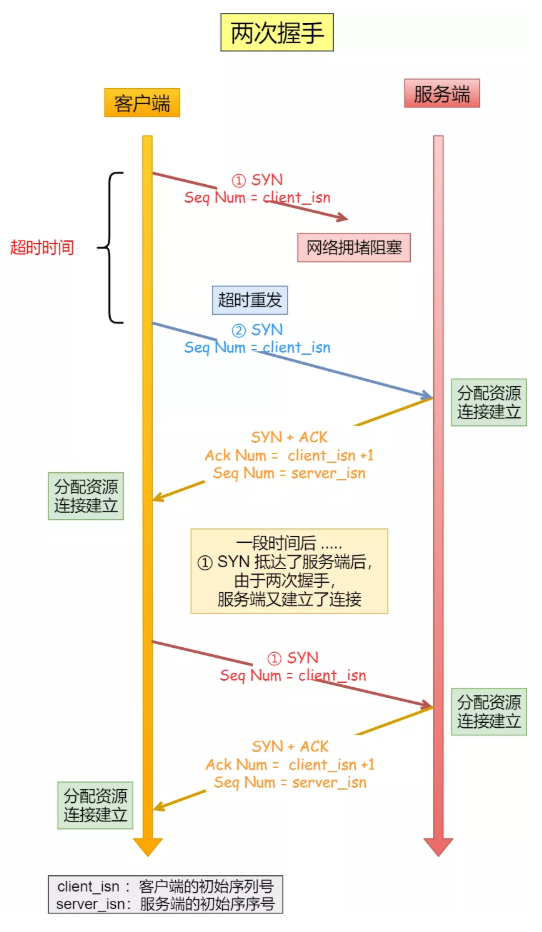 两次握手
客户端
服务端
① SYN
Seq Num = client_isn
超时时间
网络拥堵阻塞
超时重发
② SYN
Seq Num = client_isn
分配资源
连接建立
SYN + ACK
Ack Num = client_isn +1
Seq Num = server_isn
分配资源
连接建立
一段时间后 .....
① SYN 抵达了服务端后，
由于两次握手，
服务端又建立了连接
① SYN
Seq Num = client_isn
分配资源
连接建立
SYN + ACK
Ack Num = client_isn +1
Seq Num = server_isn
分配资源
连接建立
client_isn ：客户端的初始序列号
server_isn：服务端的初始序序号